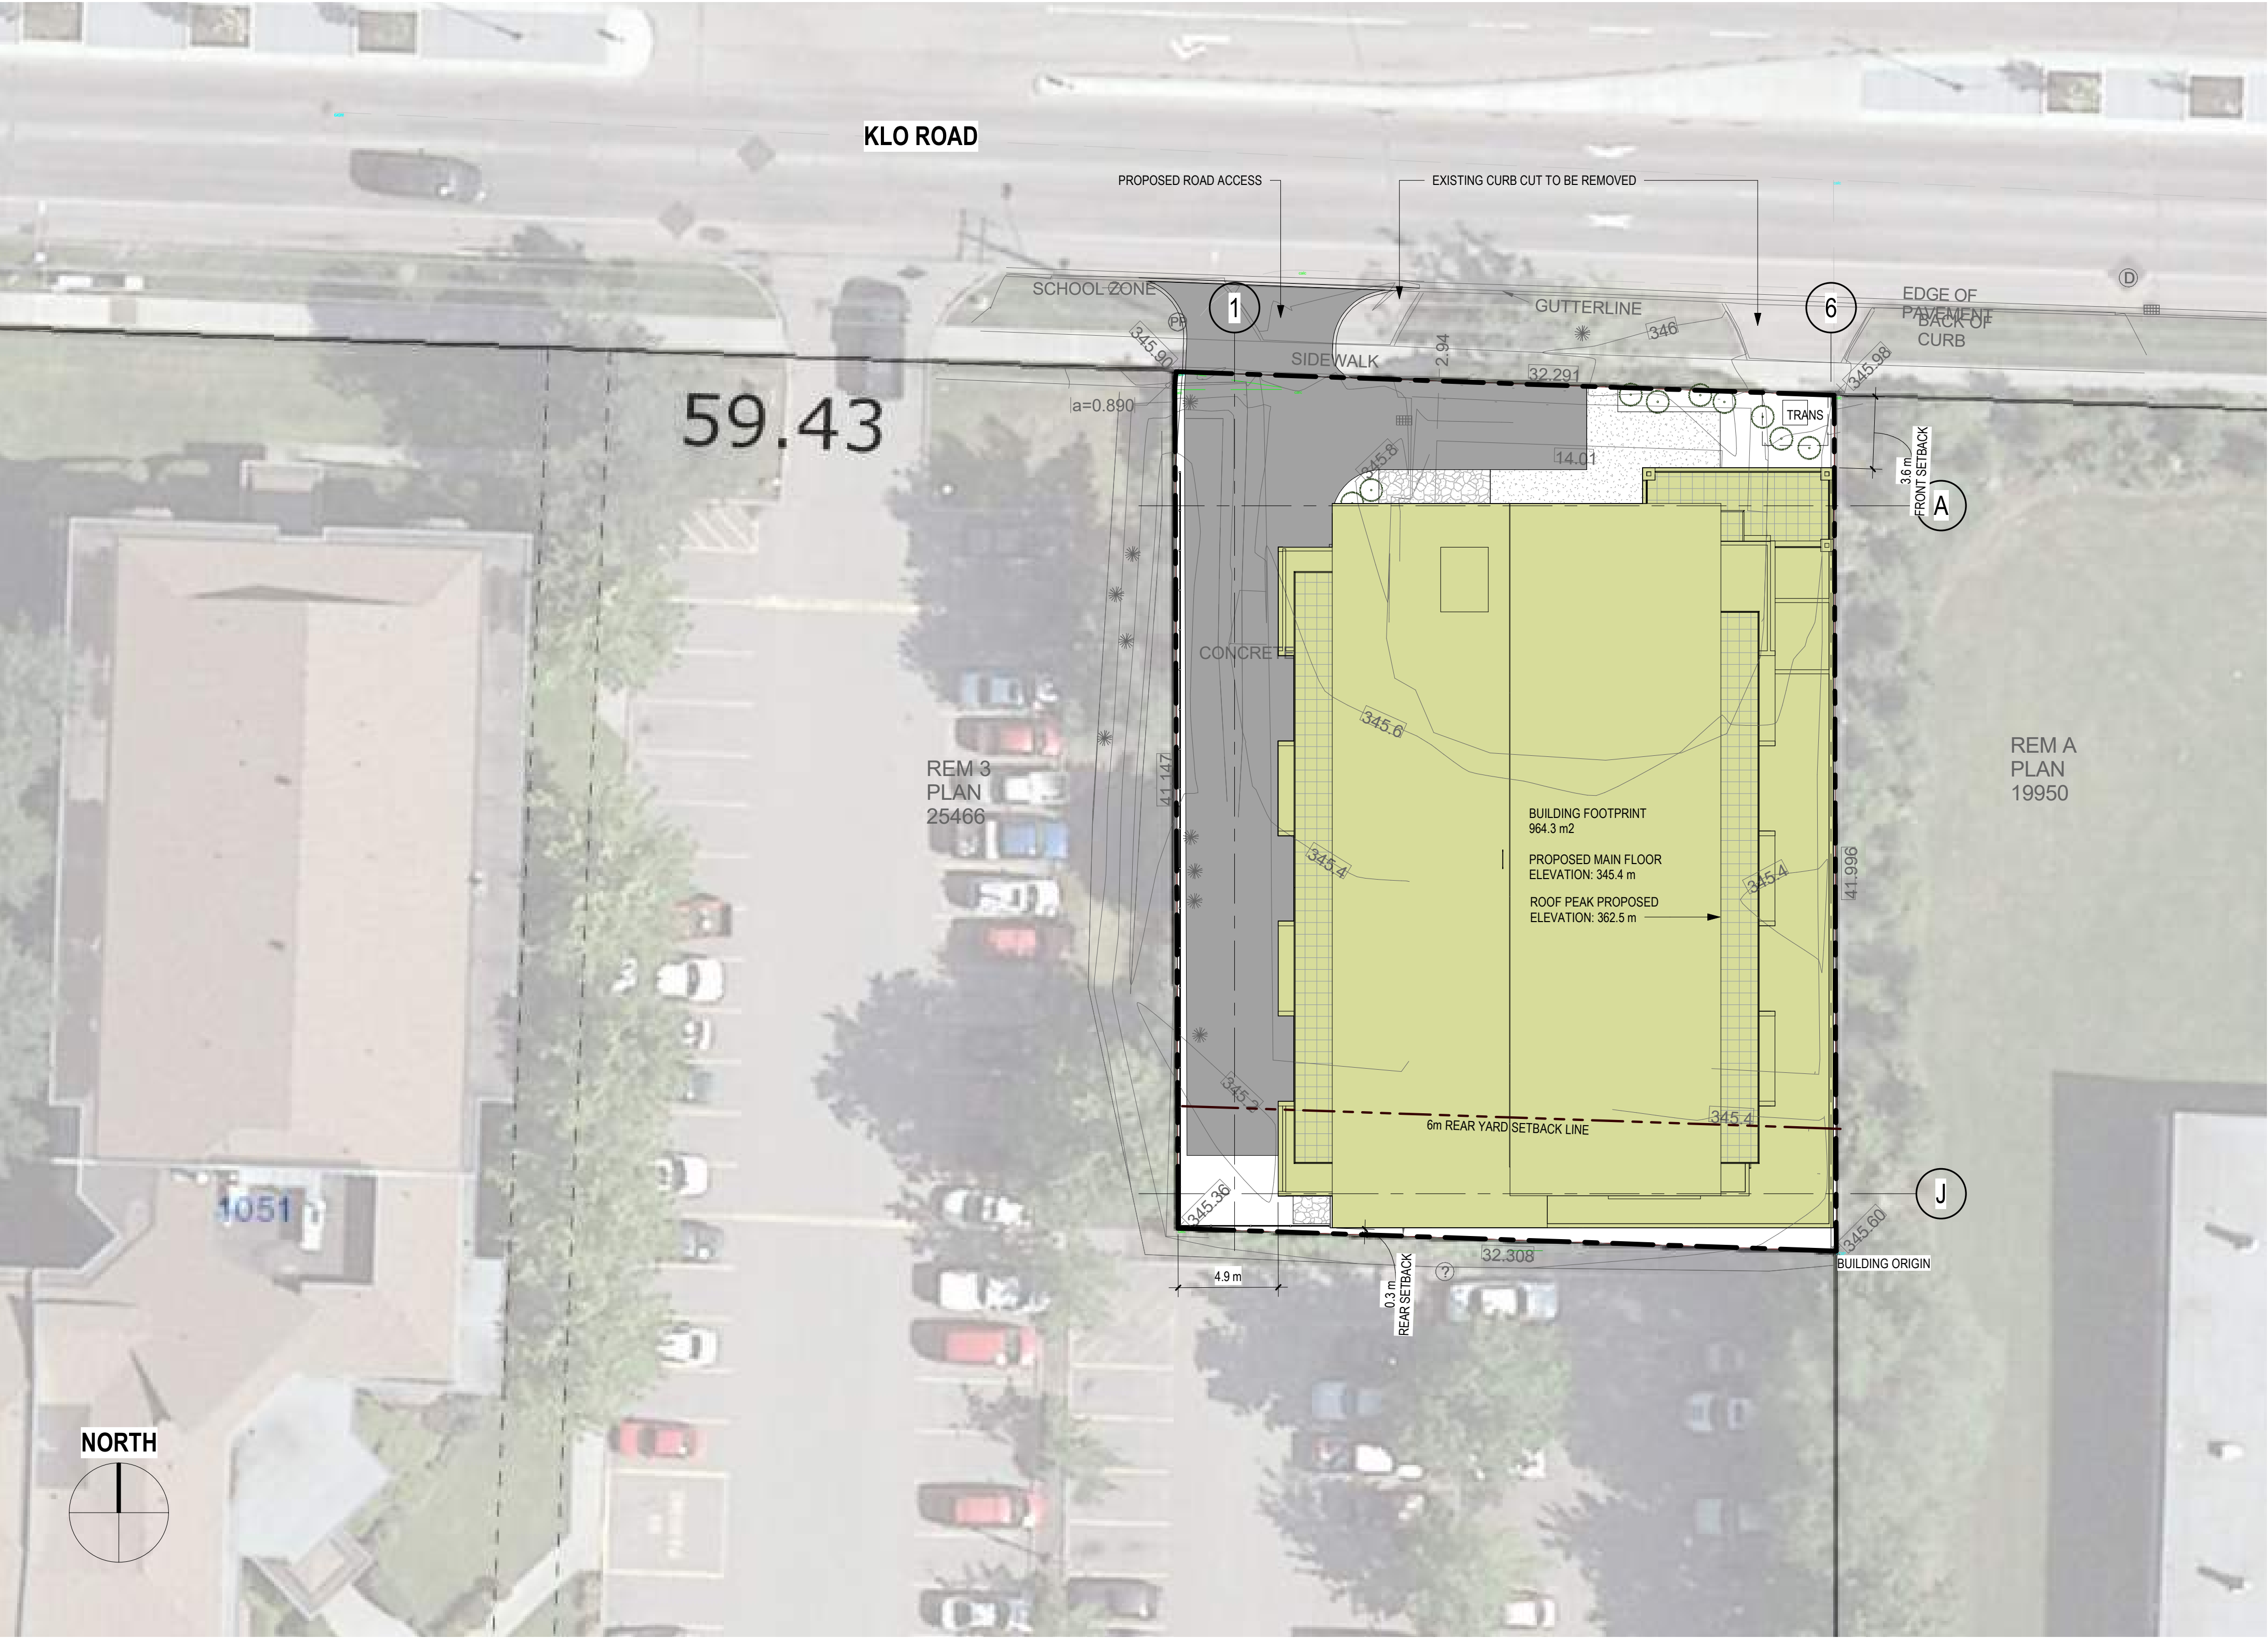 KLO ROAD
PROPOSED ROAD ACCESS
EXISTING CURB CUT TO BE REMOVED
SCHOOL ZONE
PP
1
GUTTERLINE
6
D
EDGE OF
PAVEMENT
BACK OF
CURB
346
345.90
SIDEWALK
2.94
32.291
345.98
59.43
a=0.890
TRANS
345.8
14.01
3.6 m
FRONT SETBACK
A
CONCRETE
345.6
REM 3
PLAN
25466
41.147
REM A
PLAN
19950
BUILDING FOOTPRINT
964.3 m2
PROPOSED MAIN FLOOR
ELEVATION: 345.4 m
ROOF PEAK PROPOSED
ELEVATION: 362.5 m
345.4
345.4
41.996
345.2
345.4
6m REAR YARD SETBACK LINE
1051
345.36
J
345.60
32.308
BUILDING ORIGIN
4.9 m
?
0.3 m
REAR SETBACK
NORTH